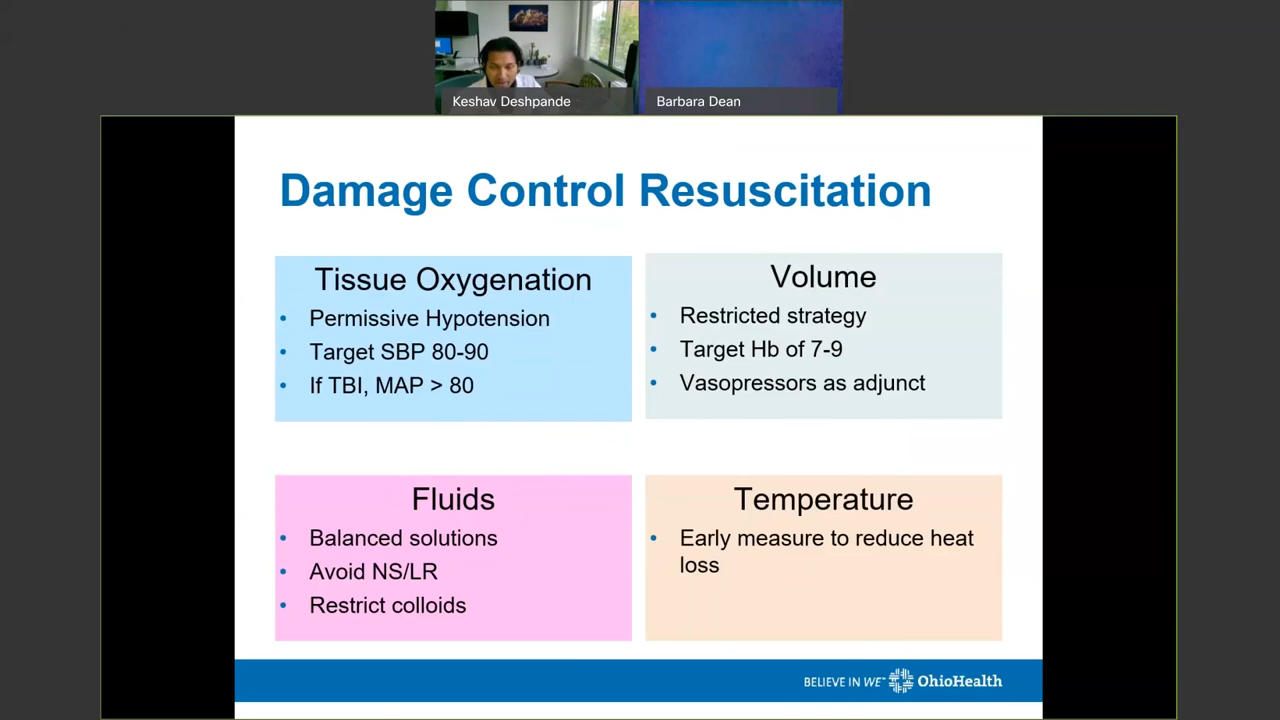 Keshav Deshpande
Barbara Dean
Damage Control Resuscitation
Tissue Oxygenation
• Permissive Hypotension
• Target SBP 80-90
• If TBI, MAP > 80
Volume
• Restricted strategy
• Target Hb of 7-9
• Vasopressors as adjunct
Fluids
• Balanced solutions
• Avoid NS/LR
• Restrict colloids
Temperature
• Early measure to reduce heat
loss
BELIEVE IN WE™ OhioHealth